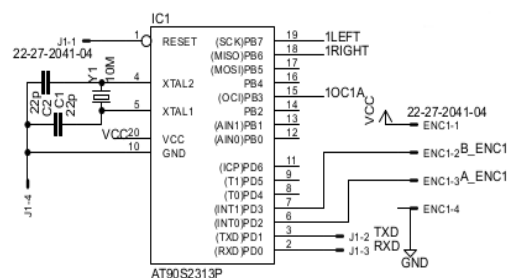 IC1
J1-1
1
RESET
(SCK)PB7
19
1LEFT
(MISO)PB6
18
1RIGHT
(MOSI)PB5
17
22-27-2041-04
Y1
10M
4
XTAL2
PB4
16
(OCI)PB3
15
1OC1A
22p
C2
C1
22p
5
XTAL1
PB2
14
(AIN1)PB1
13
(AIN0)PB0
12
VCC
20
VCC
10
GND
VCC
22-27-2041-04
ENC1-1
(ICP)PD6
11
ENC1-2
B_ENC1
(T1)PD5
9
(T0)PD4
8
ENC1-3
A_ENC1
(INT1)PD3
7
(INT0)PD2
6
ENC1-4
(TXD)PD1
3
J1-2
TXD
(RXD)PD0
2
J1-3
RXD
GND
J1-4
AT90S2313P